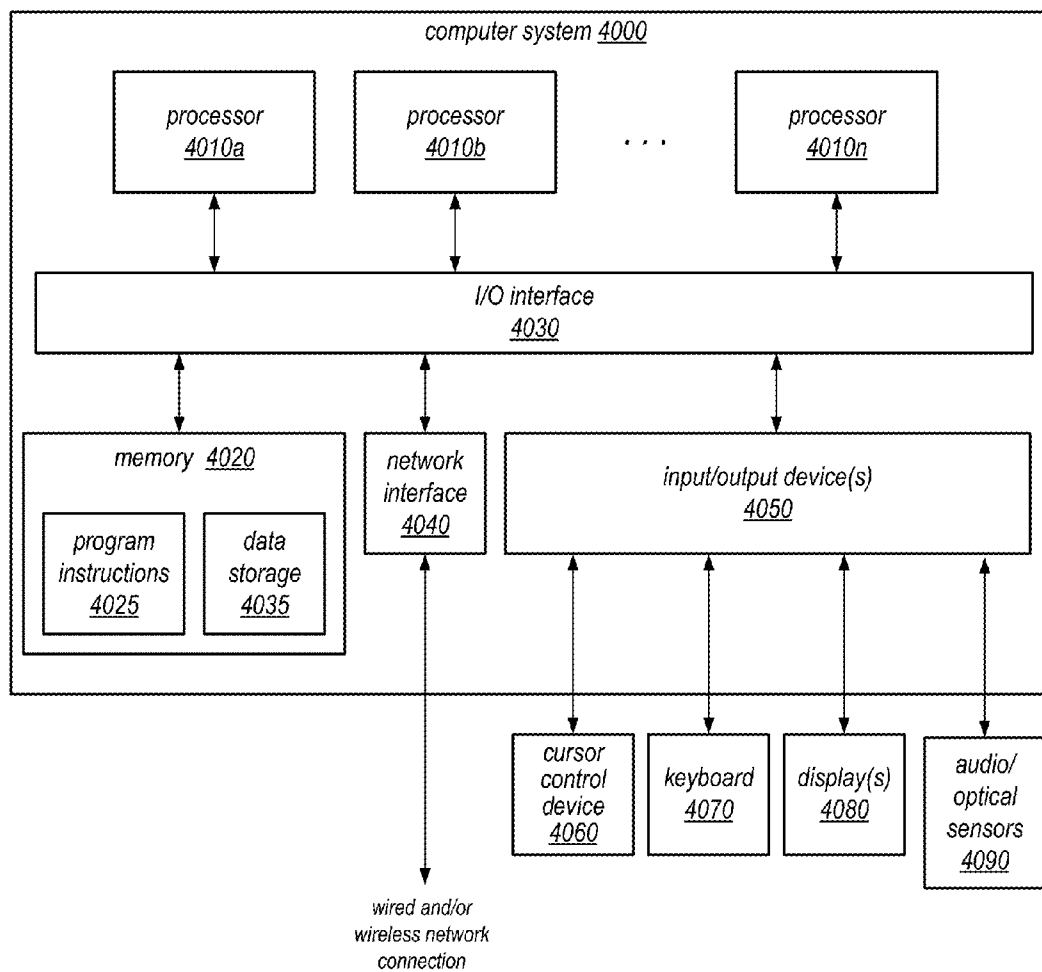 computer system 4000
processor
4010a
processor
4010b
. . .
processor
4010n
I/O interface
4030
memory 4020
program
instructions
4025
data
storage
4035
network
interface
4040
input/output device(s)
4050
cursor
control
device
4060
keyboard
4070
display(s)
4080
audio/
optical
sensors
4090
wired and/or
wireless network
connection